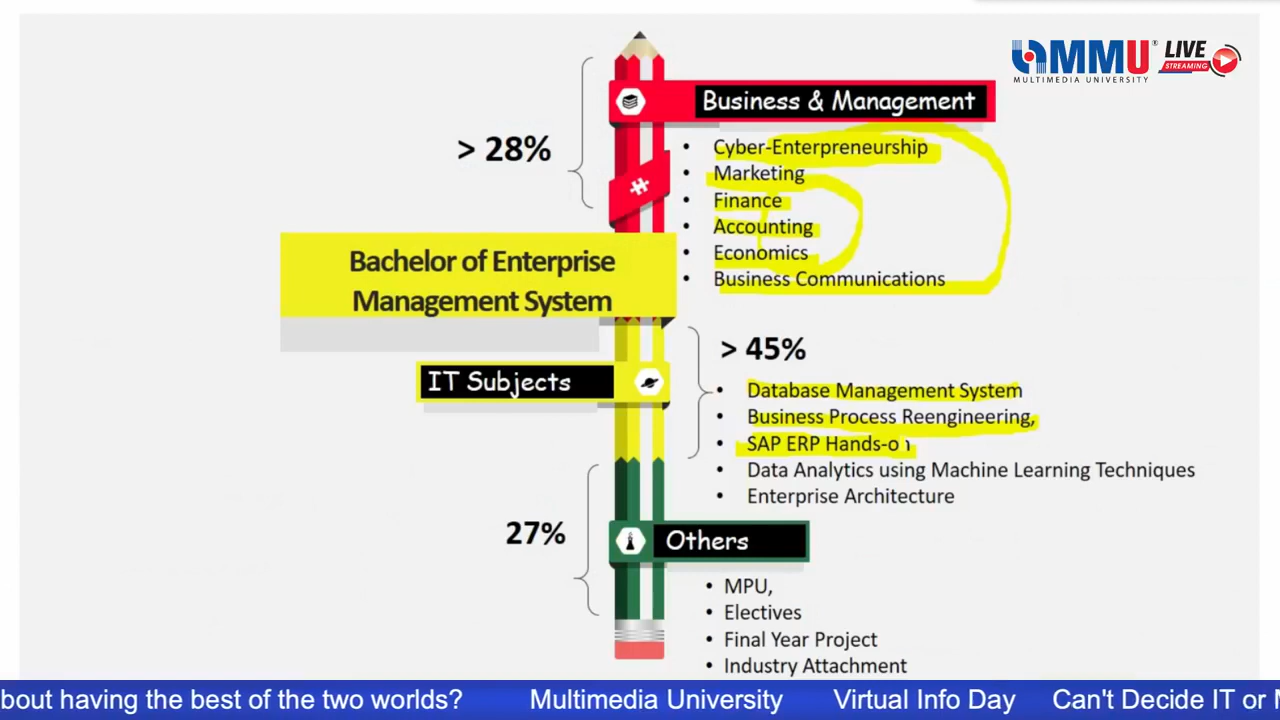 MMU
MULTIMEDIA UNIVERSITY
LIVE
STREAMING
Business & Management
> 28%
• Cyber-Enterpreneurship
• Marketing
• Finance
• Accounting
• Economics
• Business Communications
Bachelor of Enterprise
Management System
> 45%
IT Subjects
• Database Management System
• Business Process Reengineering,
• SAP ERP Hands-on
• Data Analytics using Machine Learning Techniques
• Enterprise Architecture
27%
Others
• MPU,
• Electives
• Final Year Project
• Industry Attachment
bout having the best of the two worlds? Multimedia University Virtual Info Day Can't Decide IT or